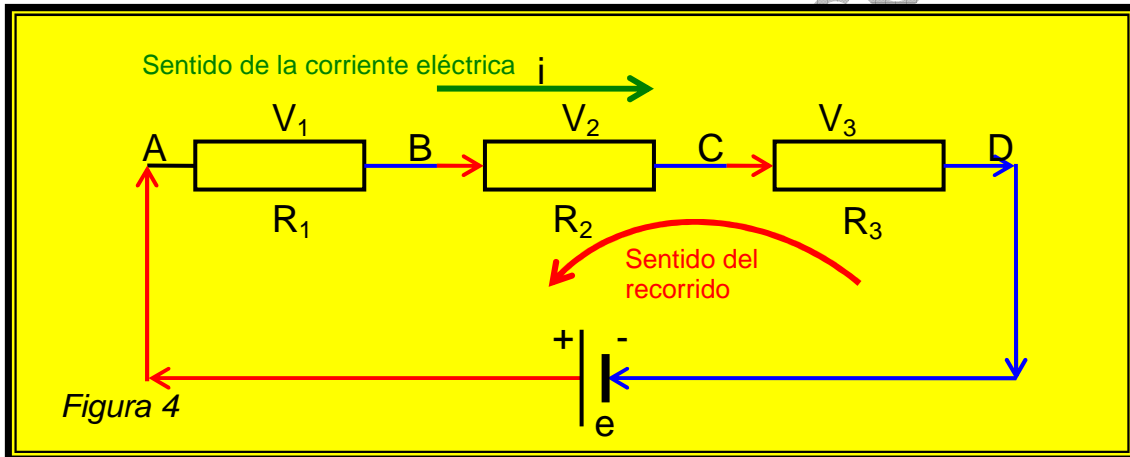 Sentido de la corriente eléctrica i
V₁ V₂ V₃
A B C D
R₁ R₂ R₃
Sentido del
recorrido
+ -
Figura 4
e